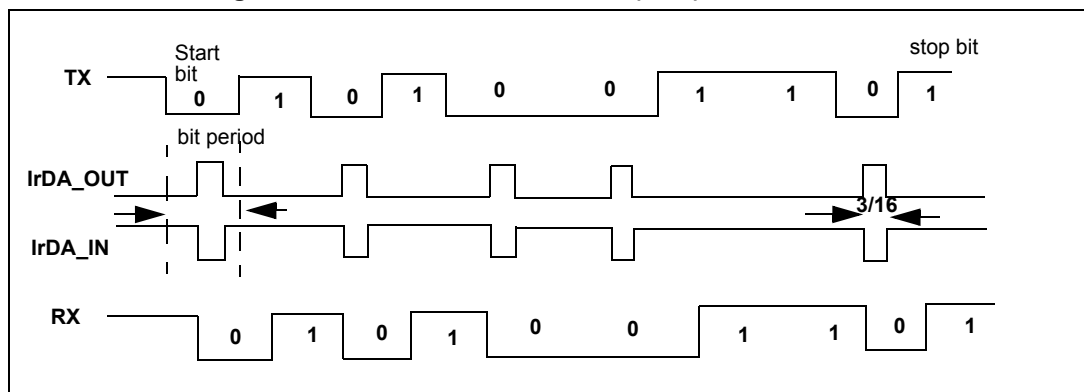 Start
bit
stop bit
TX
0 1 0 1 0 0 1 1 0 1
bit period
IrDA_OUT
3/16
IrDA_IN
RX
0 1 0 1 0 0 1 1 0 1